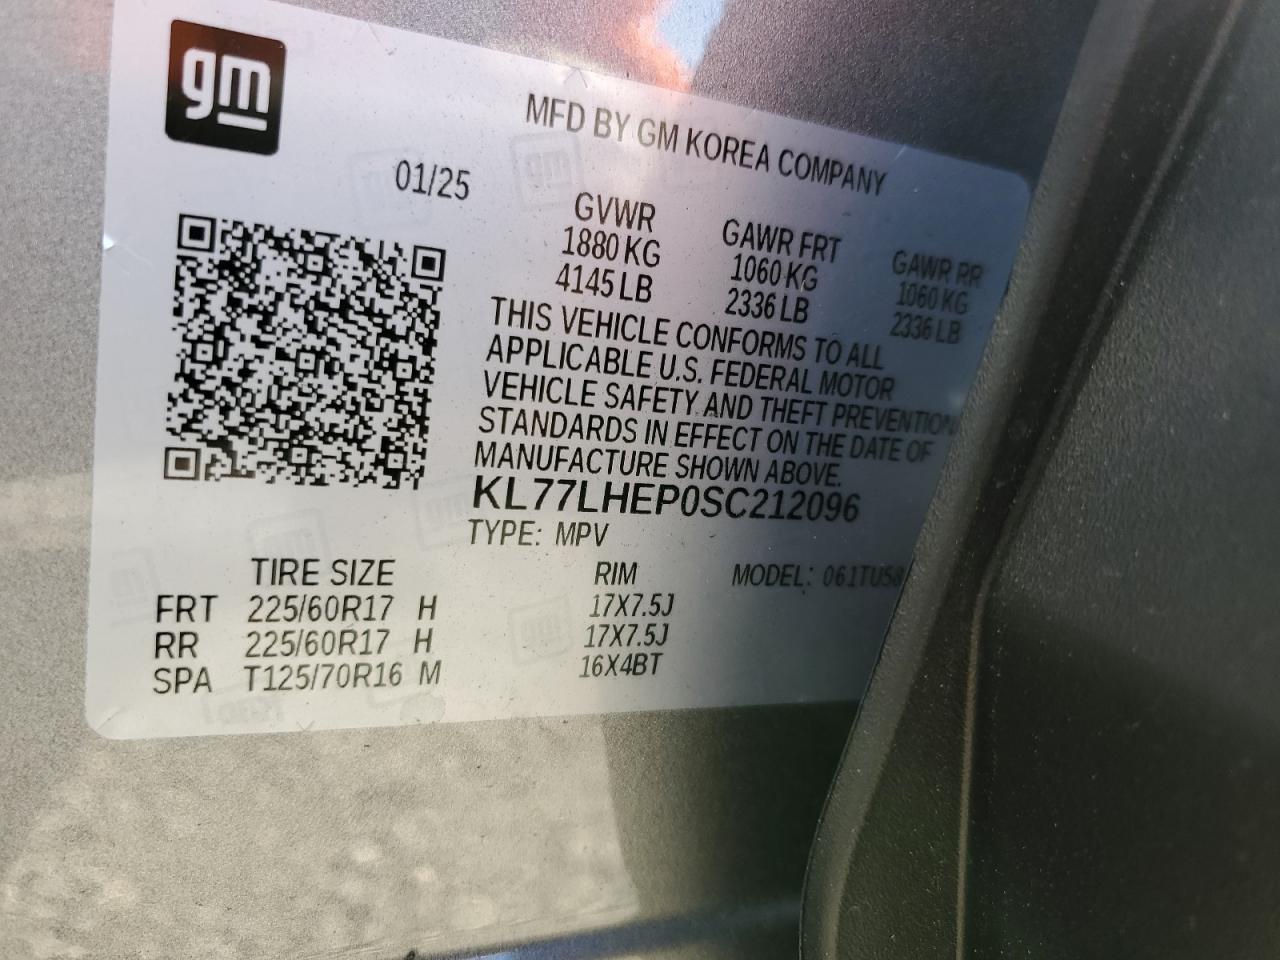 gm
MFD BY GM KOREA COMPANY
01/25
GVWR GAWR FRT GAWR RR
1880 KG 1060 KG 1060 KG
4145 LB 2336 LB 2336 LB
THIS VEHICLE CONFORMS TO ALL
APPLICABLE U.S. FEDERAL MOTOR
VEHICLE SAFETY AND THEFT PREVENTION
STANDARDS IN EFFECT ON THE DATE OF
MANUFACTURE SHOWN ABOVE.
KL77LHEP0SC212096
TYPE: MPV
MODEL:
TIRE SIZE RIM
FRT 225/60R17 H 17X7.5J
RR 225/60R17 H 17X7.5J
SPA T125/70R16 M 16X4BT